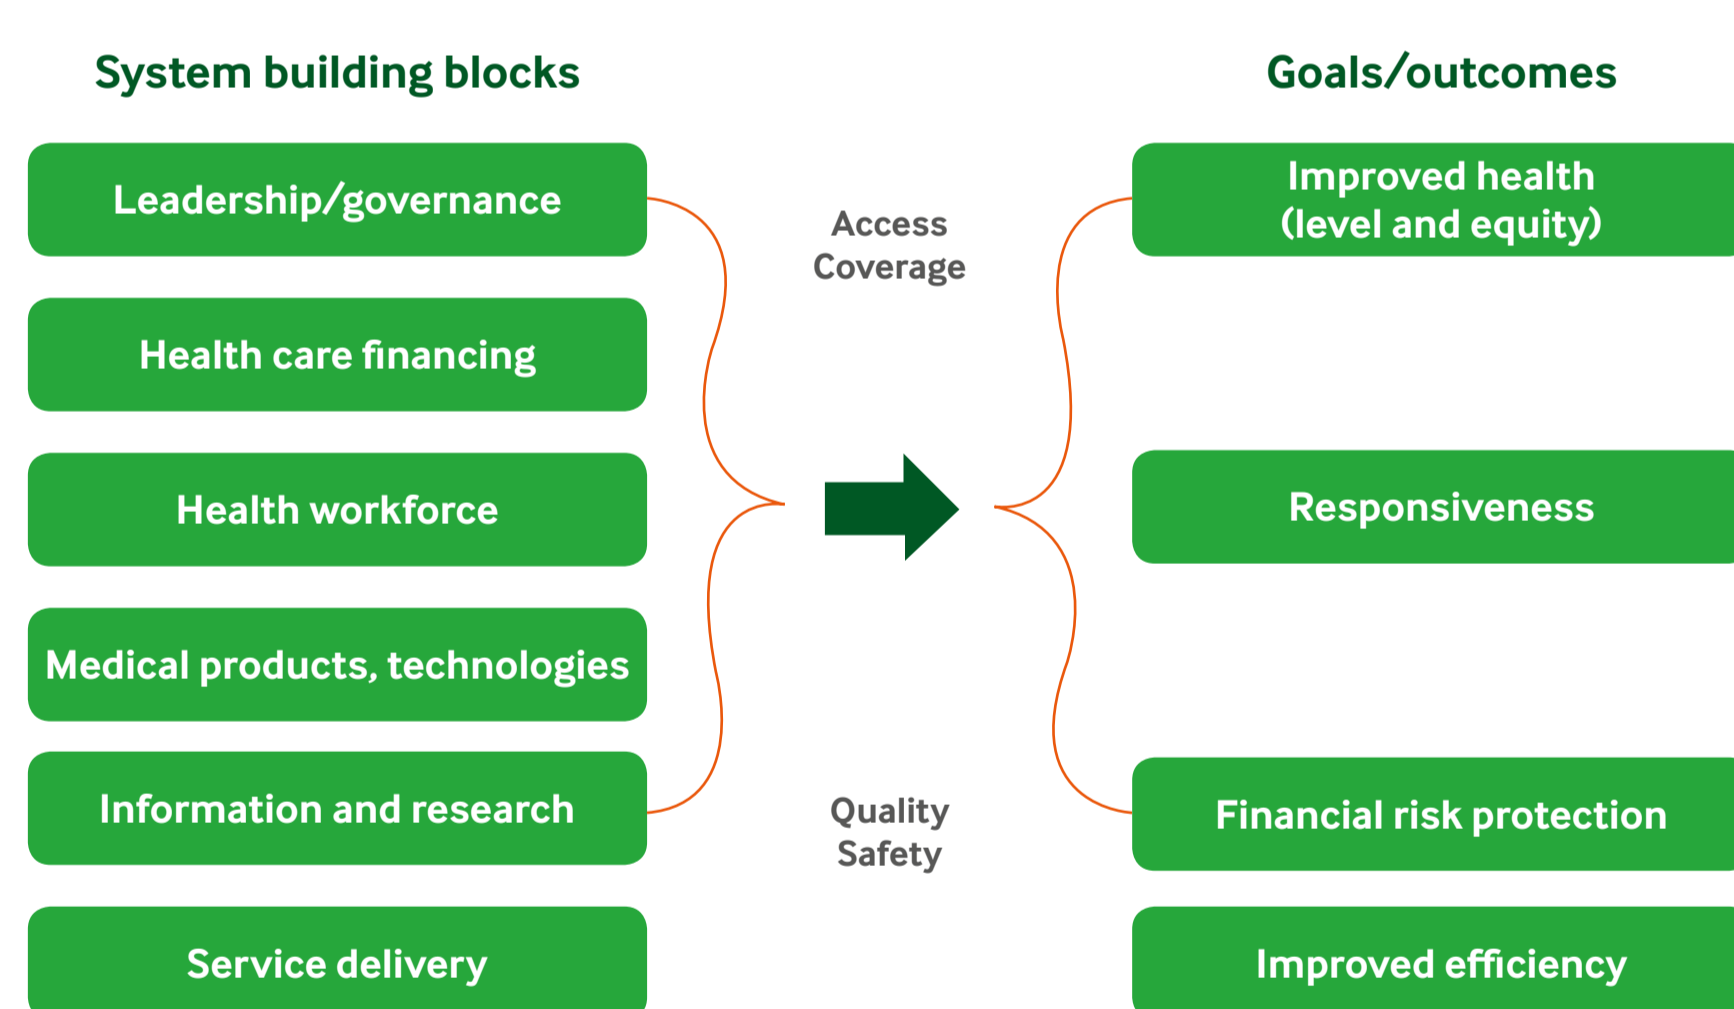 System building blocks
Leadership/governance
Health care financing
Health workforce
Medical products, technologies
Information and research
Service delivery
Access
Coverage
Quality
Safety
Goals/outcomes
Improved health
(level and equity)
Responsiveness
Financial risk protection
Improved efficiency